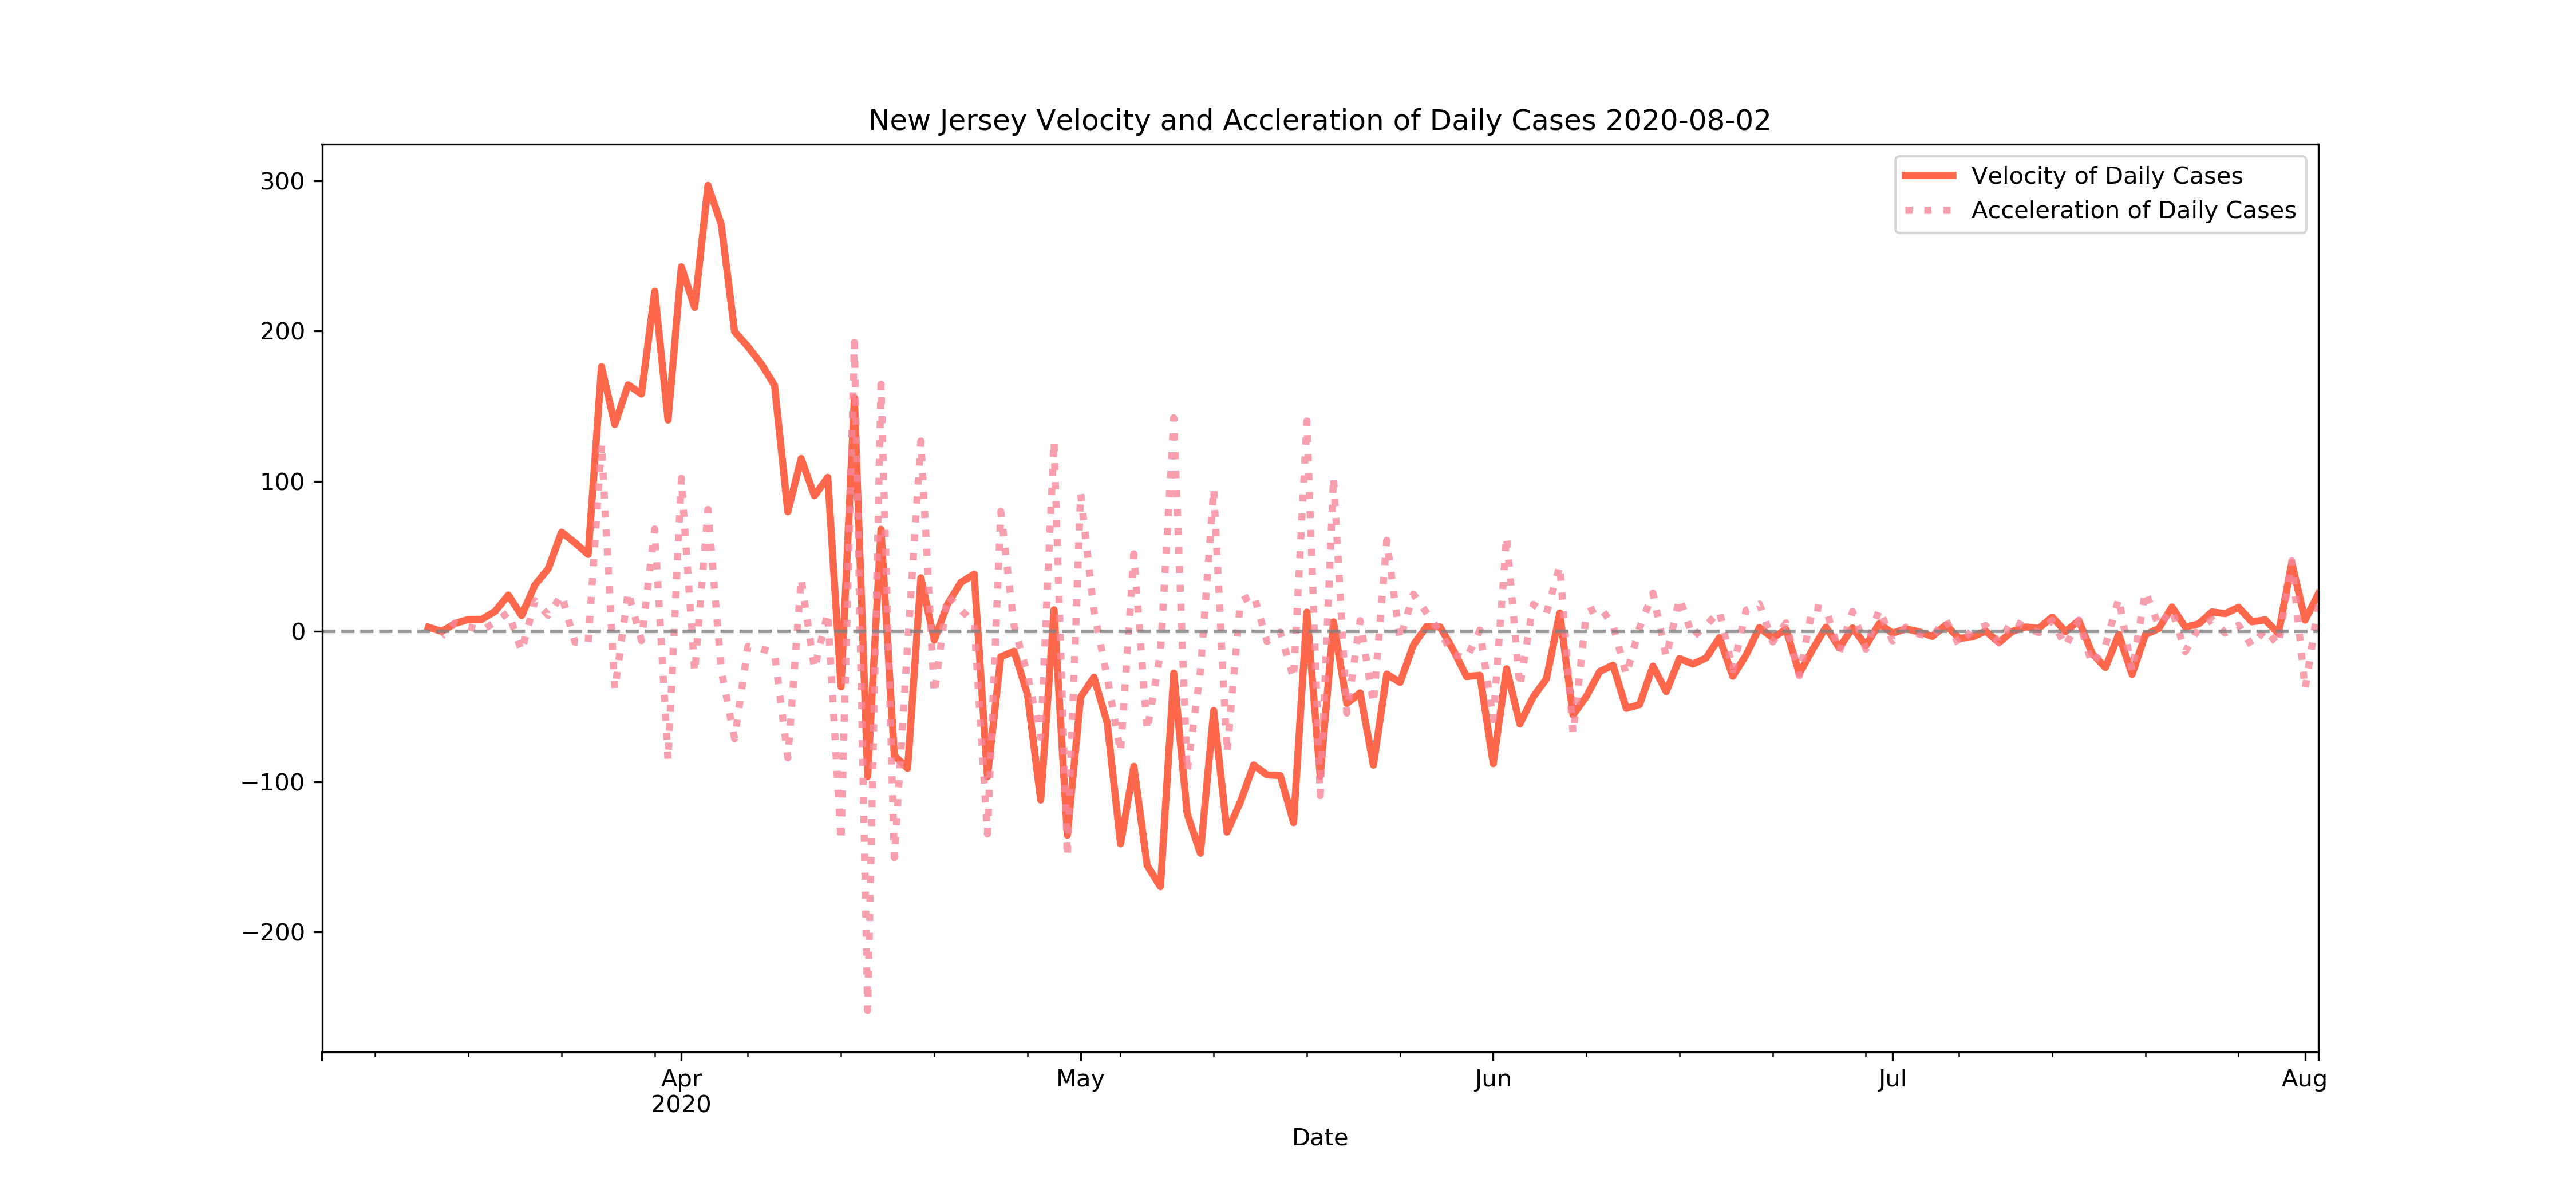 New Jersey Velocity and Accleration of Daily Cases 2020-08-02
Velocity of Daily Cases
Acceleration of Daily Cases
300
200
100
0
−100
−200
Apr
2020
May
Jun
Jul
Aug
Date